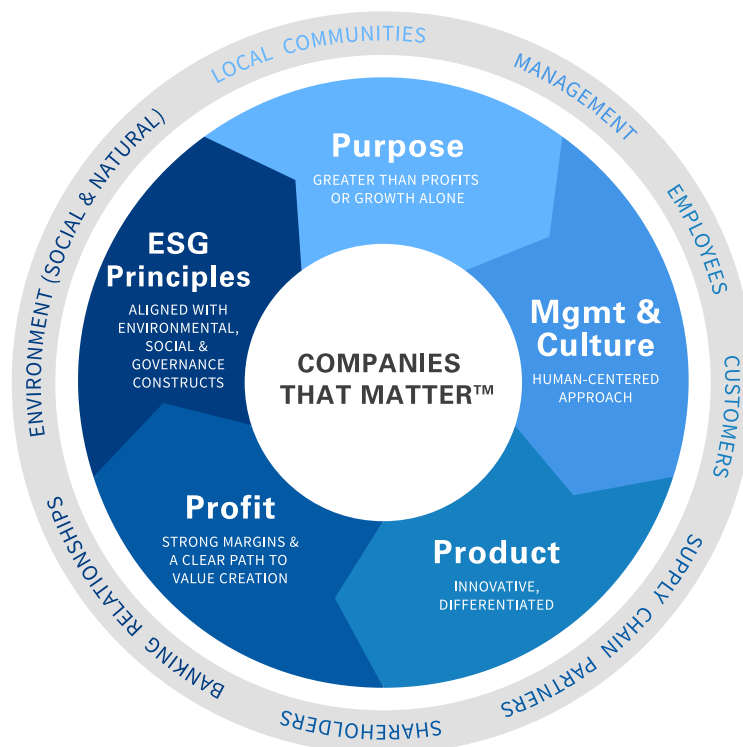 LOCAL COMMUNITIES
MANAGEMENT
EMPLOYEES
CUSTOMERS
SUPPLY CHAIN PARTNERS
SHAREHOLDERS
BANKING RELATIONSHIPS
ENVIRONMENT (SOCIAL & NATURAL)
Purpose
GREATER THAN PROFITS
OR GROWTH ALONE
Mgmt &
Culture
HUMAN-CENTERED
APPROACH
Product
INNOVATIVE,
DIFFERENTIATED
Profit
STRONG MARGINS &
A CLEAR PATH TO
VALUE CREATION
ESG
Principles
ALIGNED WITH
ENVIRONMENTAL,
SOCIAL &
GOVERNANCE
CONSTRUCTS
COMPANIES
THAT MATTER™